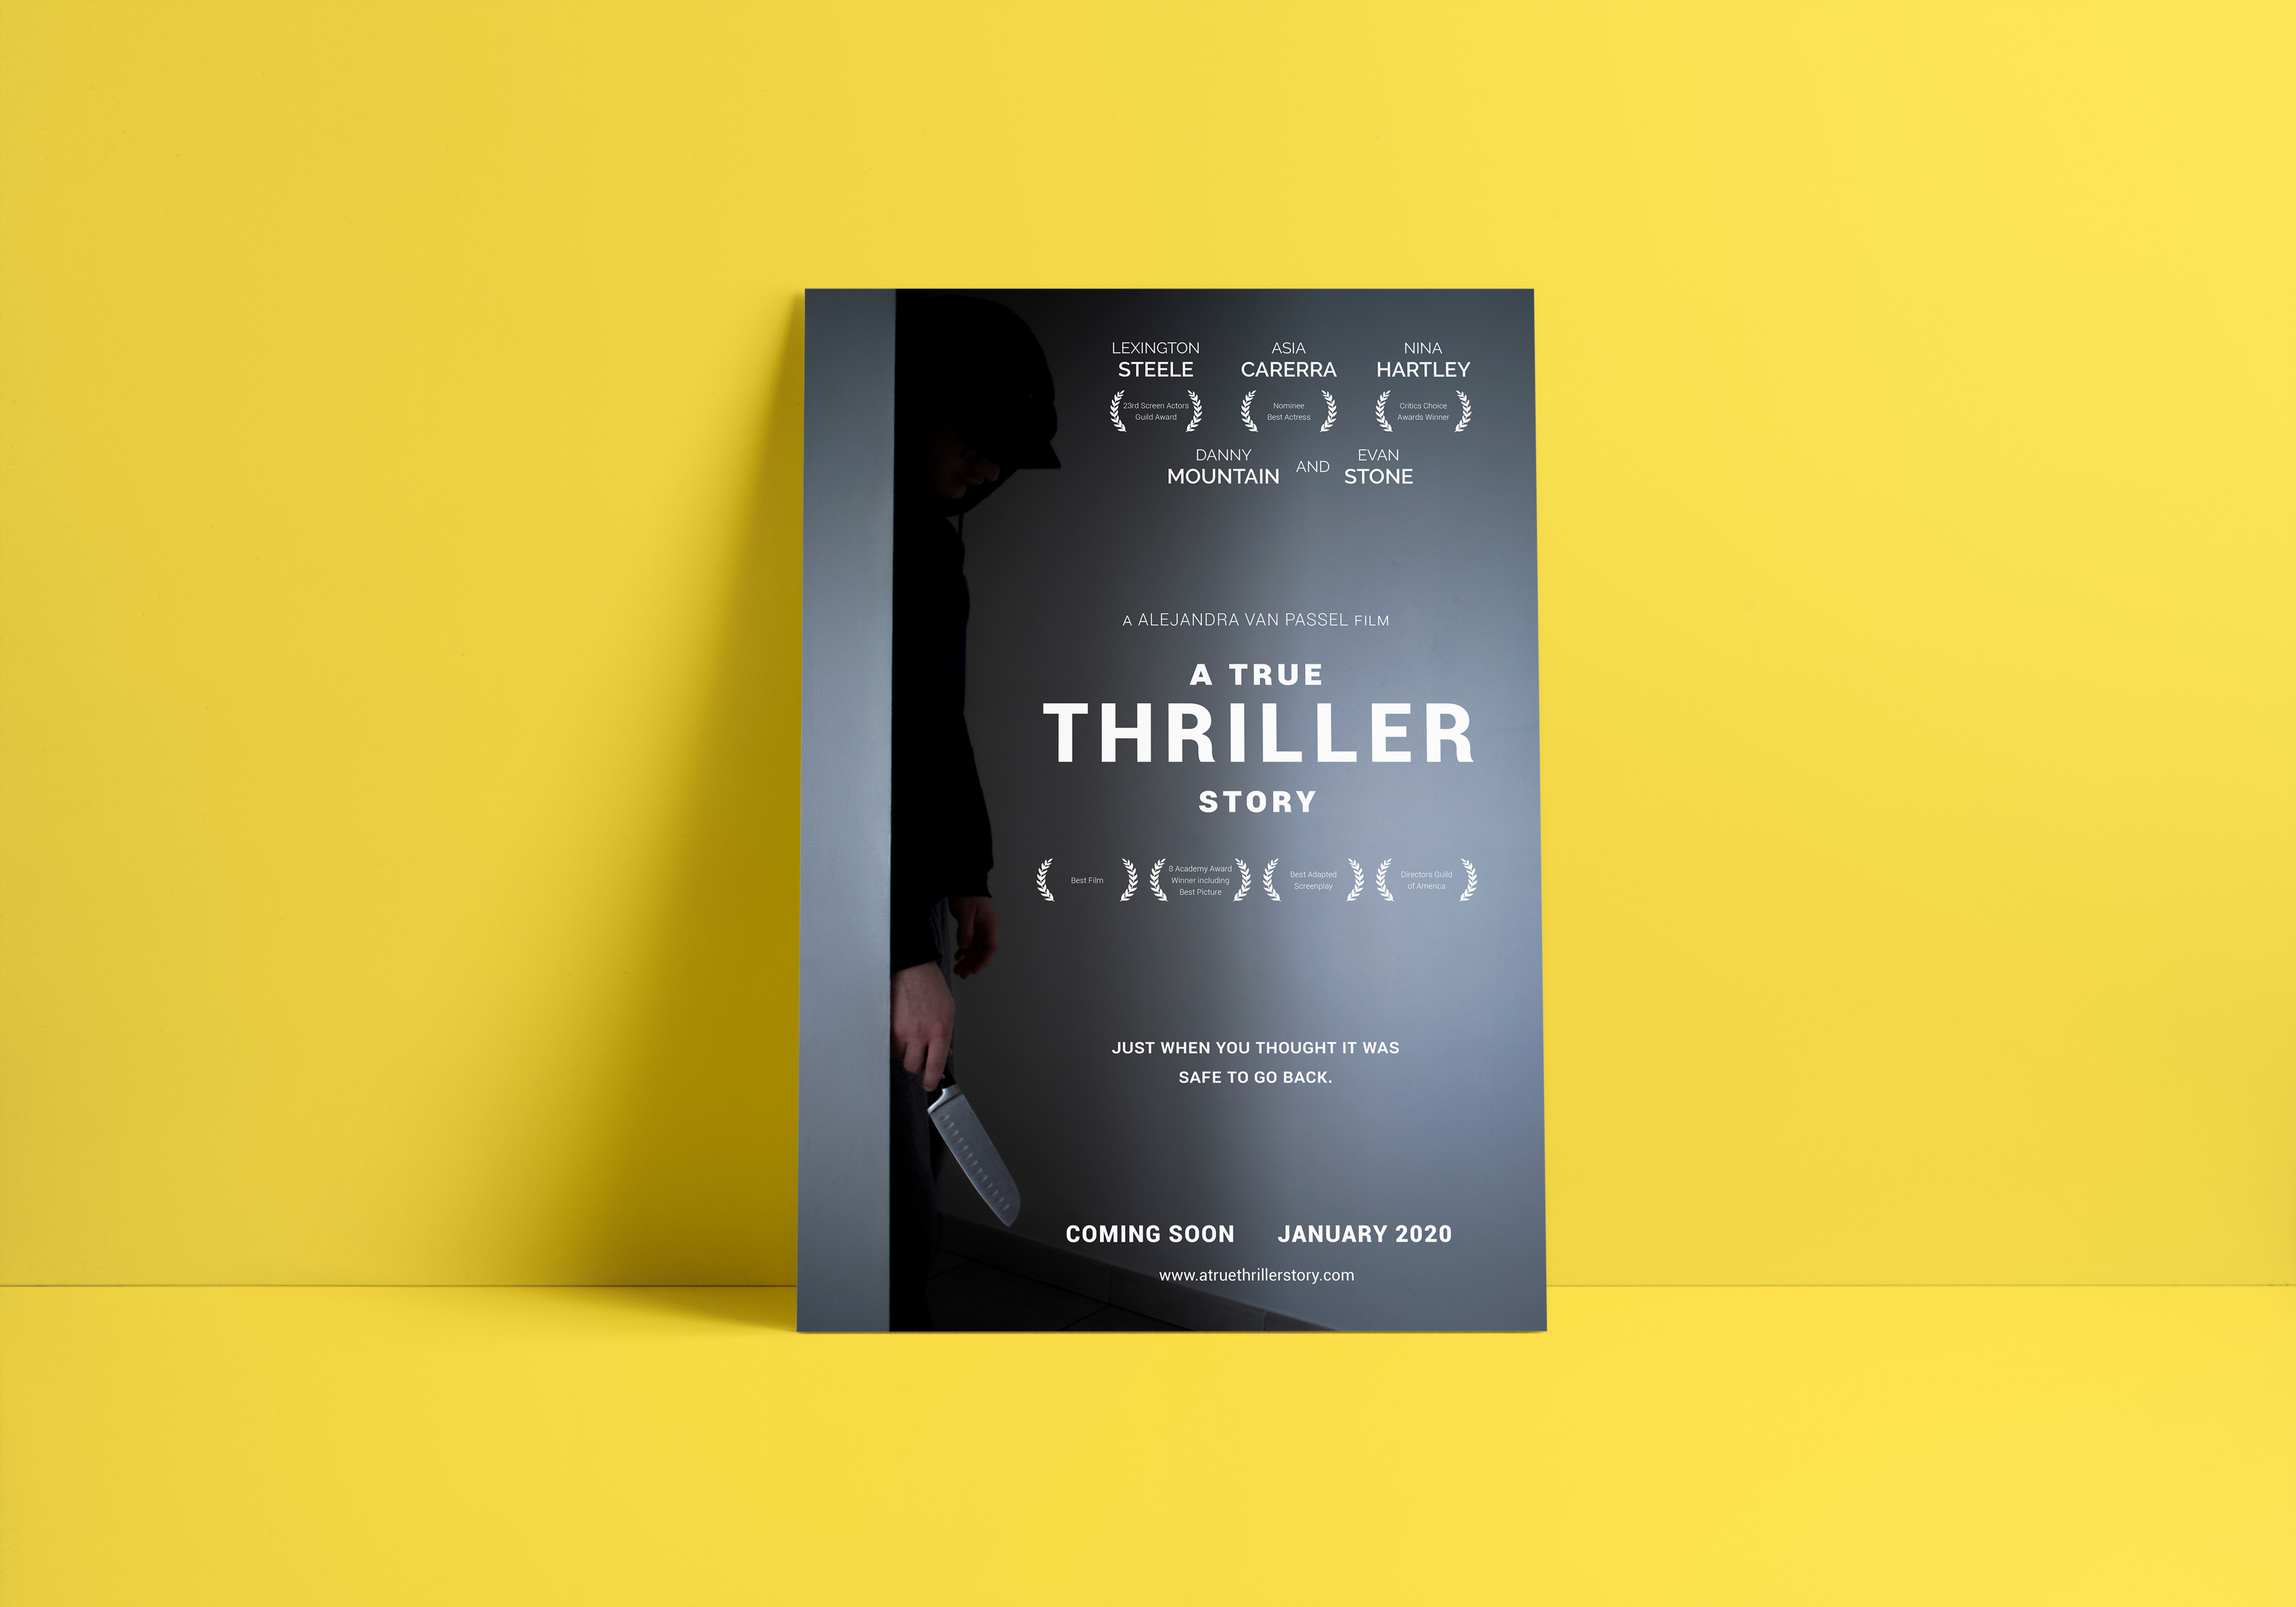 LEXINGTON
STEELE
ASIA
CARERRA
NINA
HARTLEY
23rd Screen Actors
Guild Award
Nominee
Best Actress
Critics Choice
Awards Winner
DANNY
MOUNTAIN
AND
EVAN
STONE
A ALEJANDRA VAN PASSEL FILM
A TRUE
THRILLER
STORY
Best Film
8 Academy Award
Winner including
Best Picture
Best Adapted
Screenplay
Directors Guild
of America
JUST WHEN YOU THOUGHT IT WAS
SAFE TO GO BACK.
COMING SOON JANUARY 2020
www.atruethrillerstory.com